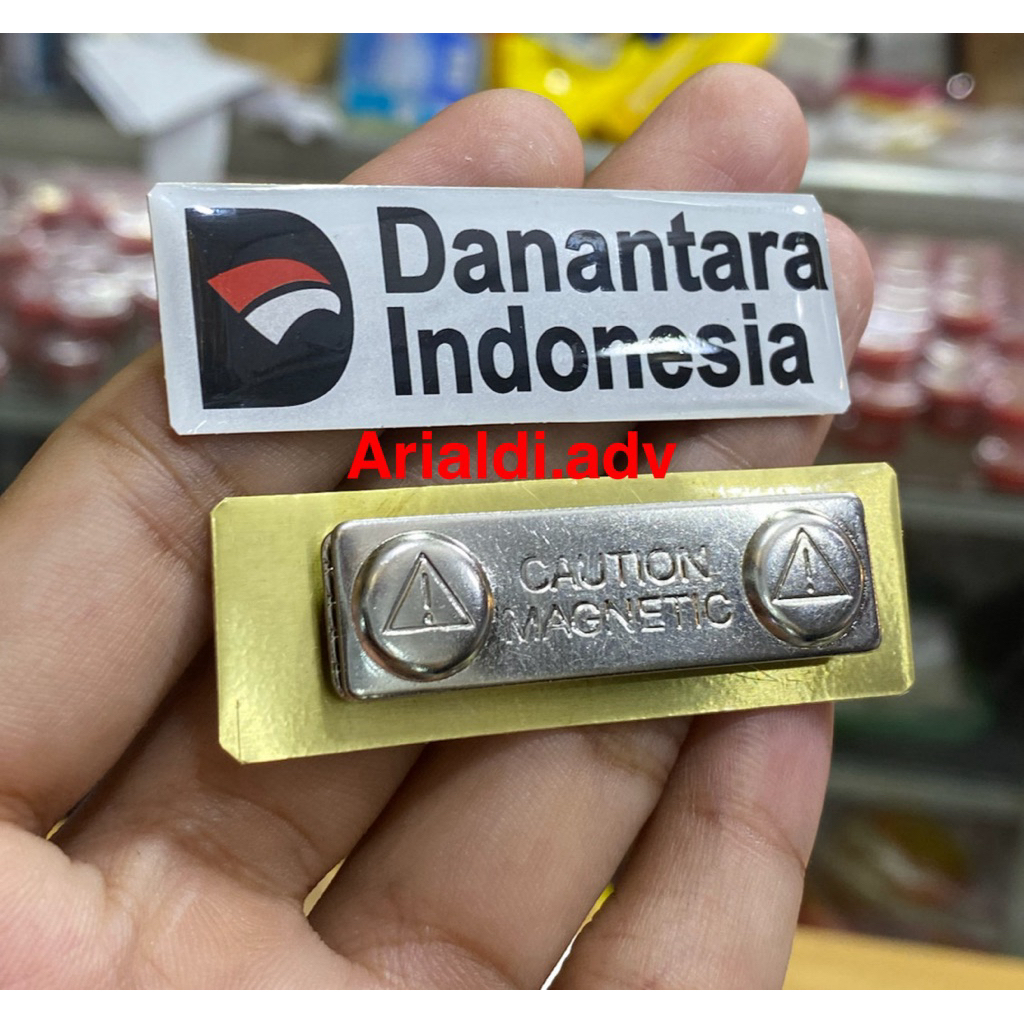 Danantara
Indonesia
Arialdi.adv
CAUTION
MAGNETIC